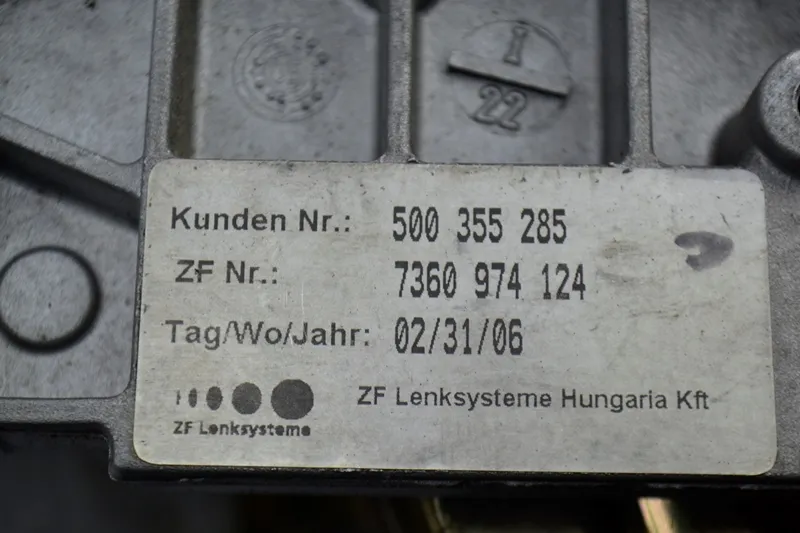 I
22
Kunden Nr.: 500 355 285
ZF Nr.: 7360 974 124
Tag/Wo/Jahr: 02/31/06
ZF Lenksysteme Hungaria Kft
ZF Lenksysteme